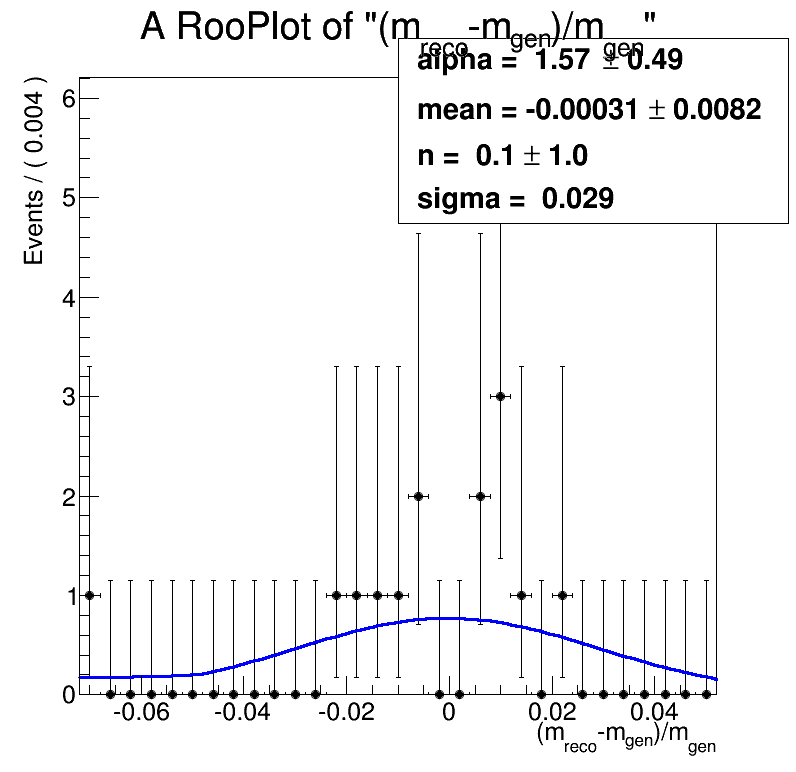 A RooPlot of "(m_reco-m_gen)/m_gen"
alpha = 1.57 ± 0.49
mean = -0.00031 ± 0.0082
n = 0.1 ± 1.0
sigma = 0.029
Events / ( 0.004 )
6
5
4
3
2
1
0
-0.06 -0.04 -0.02 0 0.02 0.04
(m_reco-m_gen)/m_gen